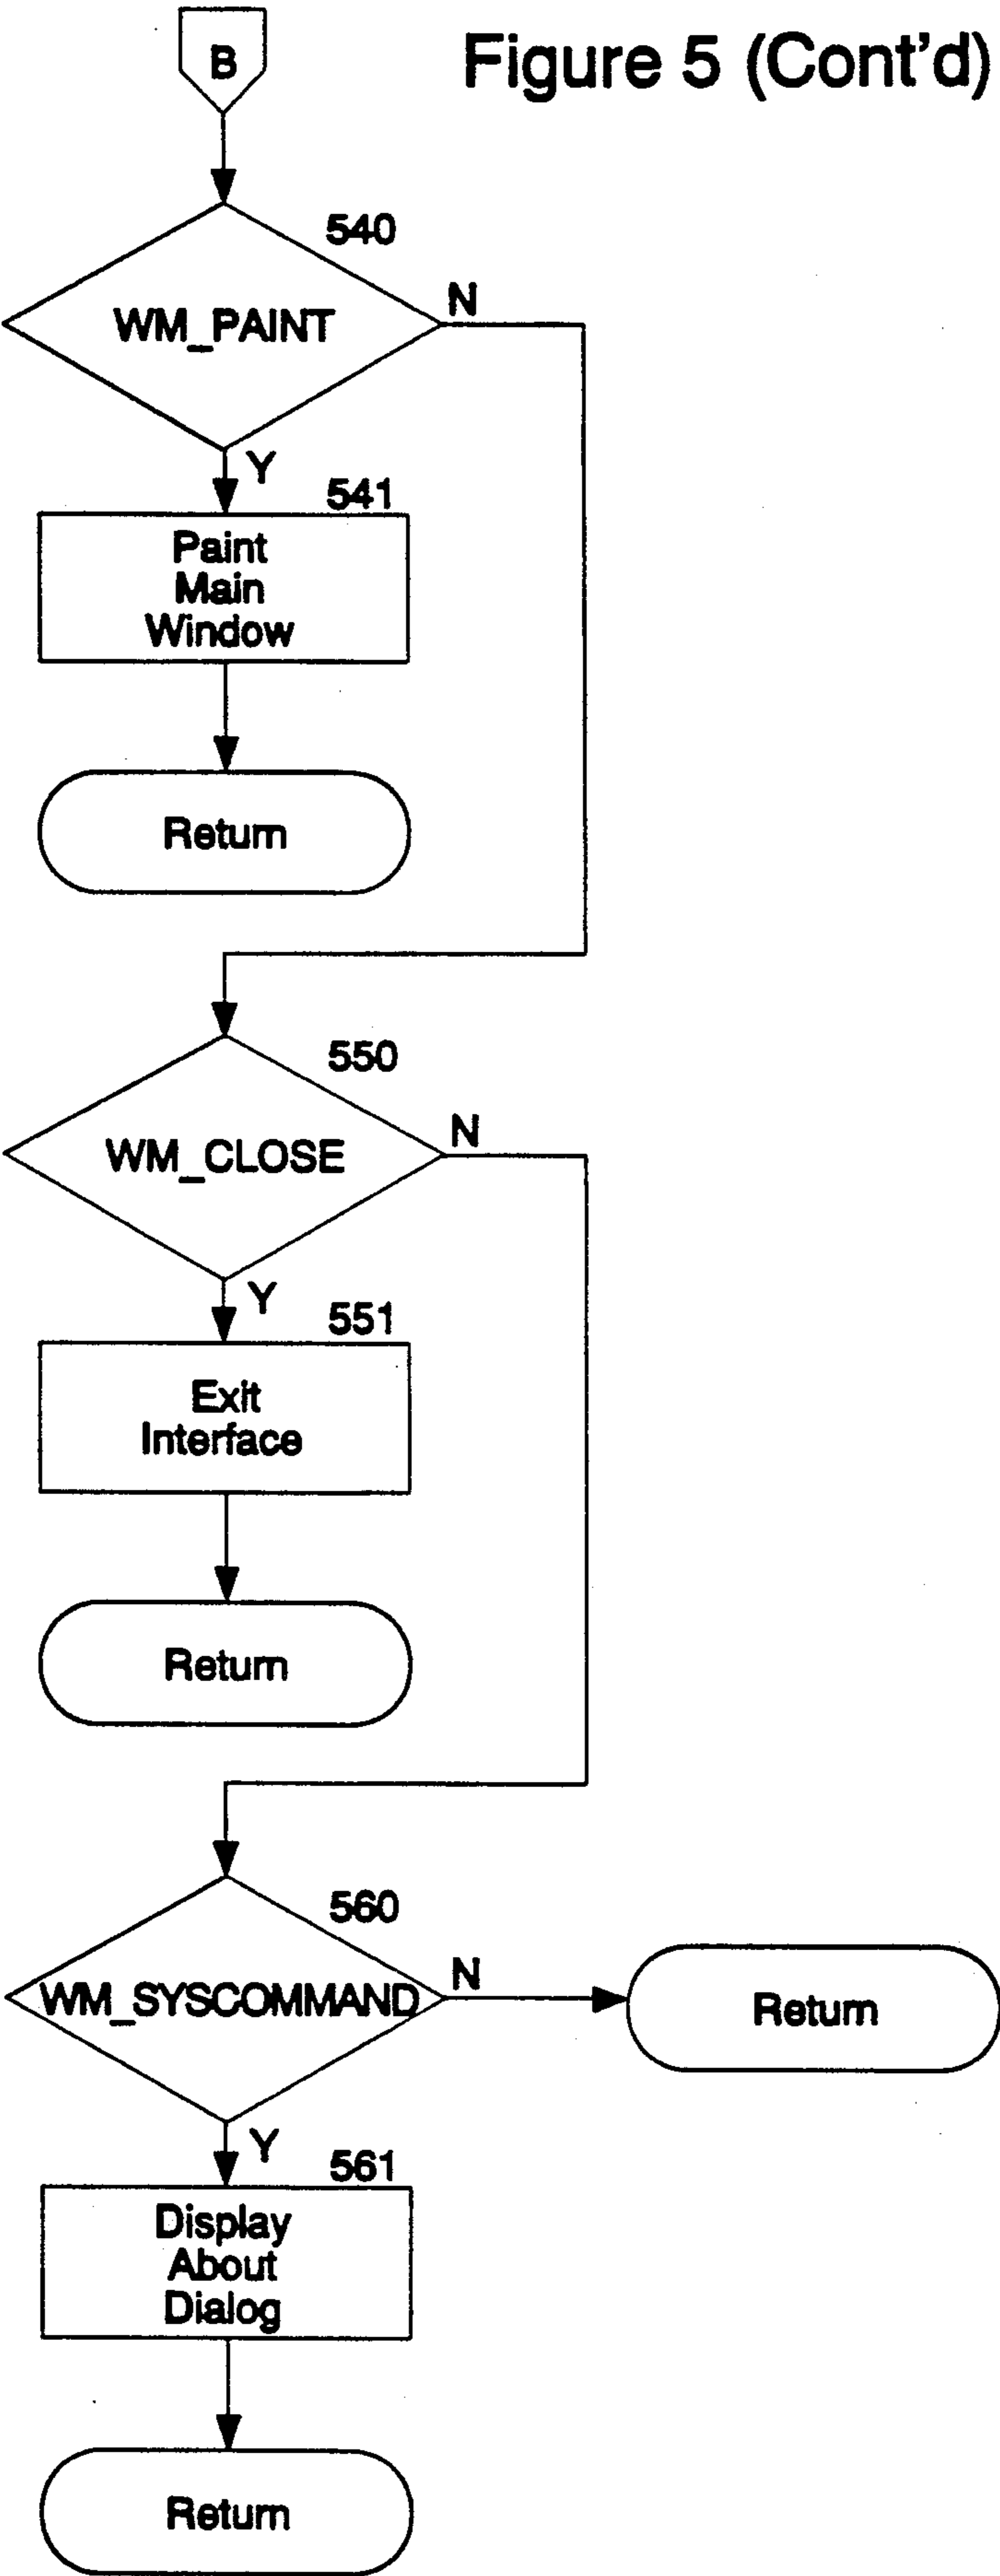 B
Figure 5 (Cont'd)
540
WM_PAINT
N
Y
541
Paint
Main
Window
Return
550
WM_CLOSE
N
Y
551
Exit
Interface
Return
560
WM_SYSCOMMAND
N
Return
Y
561
Display
About
Dialog
Return